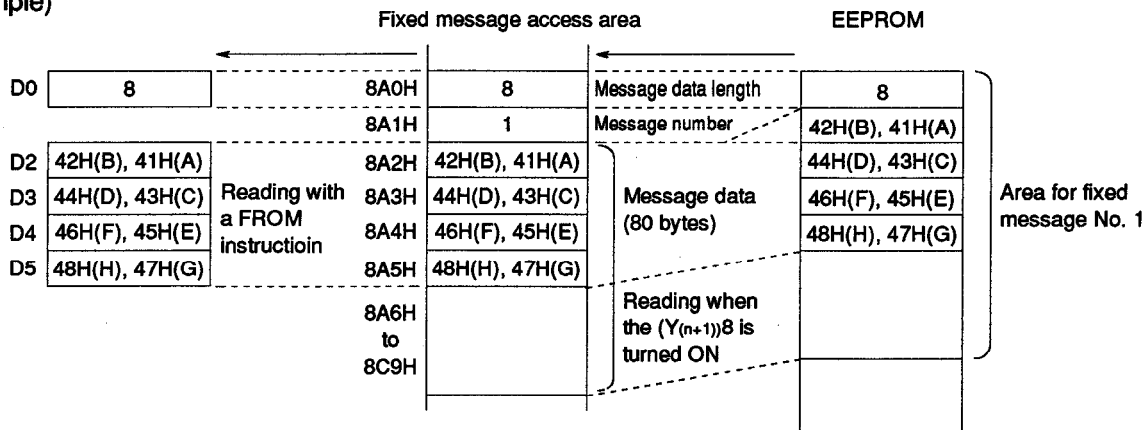 iple)
Fixed message access area EEPROM
D0 8 8A0H 8 Message data length 8
8A1H 1 Message number 42H(B), 41H(A)
D2 42H(B), 41H(A) 8A2H 42H(B), 41H(A) 44H(D), 43H(C)
D3 44H(D), 43H(C) Reading with 8A3H 44H(D), 43H(C) Message data 46H(F), 45H(E) Area for fixed
D4 46H(F), 45H(E) a FROM 8A4H 46H(F), 45H(E) (80 bytes) 48H(H), 47H(G) message No. 1
D5 48H(H), 47H(G) instructioin 8A5H 48H(H), 47H(G)
8A6H Reading when
to the (Y(n+1))8 is
8C9H turned ON